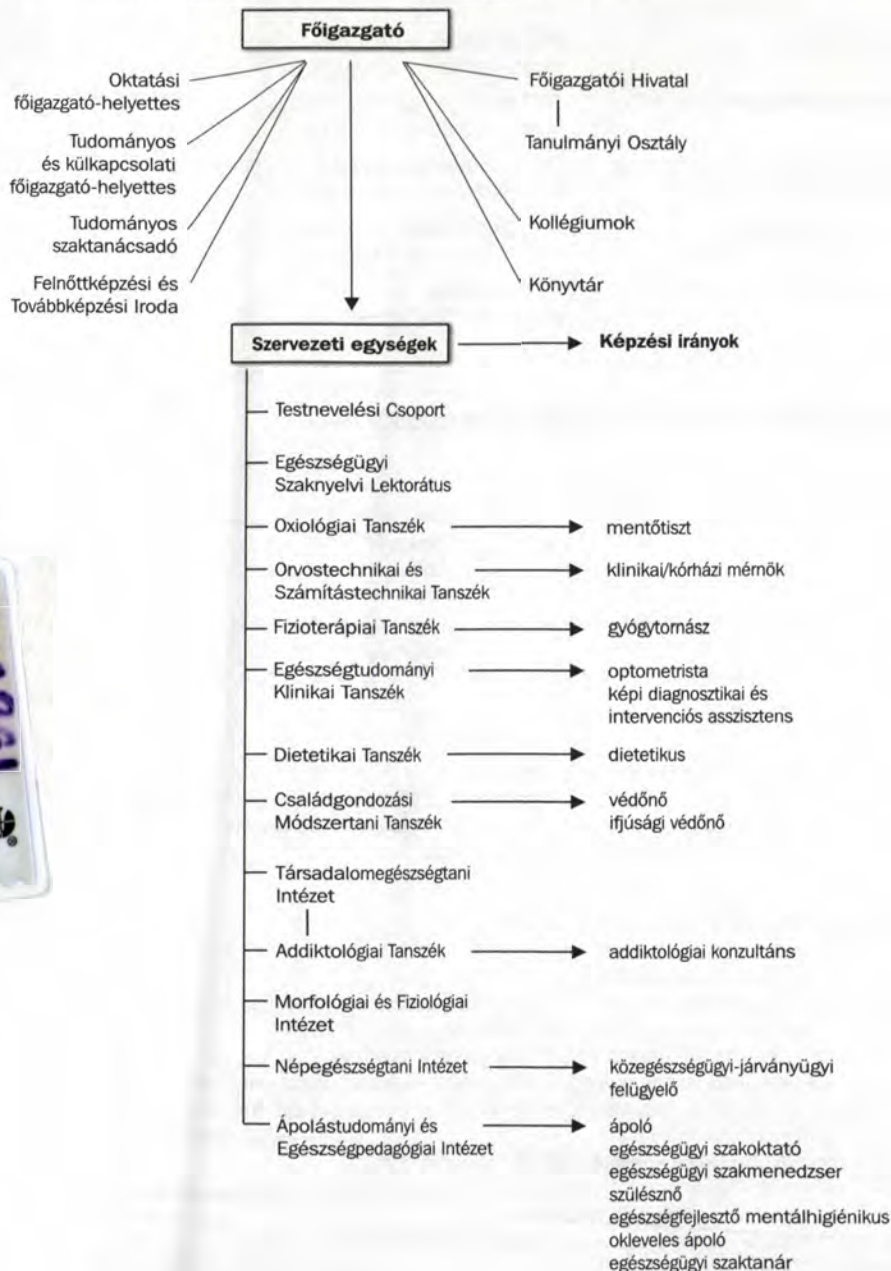 Főigazgató
Oktatási
főigazgató-helyettes
Tudományos
és külkapcsolati
főigazgató-helyettes
Tudományos
szaktanácsadó
Felnőttképzési és
Továbbképzési Iroda
Főigazgatói Hivatal
Tanulmányi Osztály
Kollégiumok
Könyvtár
Szervezeti egységek
Képzési irányok
Testnevelési Csoport
Egészségügyi
Szaknyelvi Lektorátus
Oxiológiai Tanszék
mentőtiszt
Orvostechnikai és
Számítástechnikai Tanszék
klinikai/kórházi mérnök
Fizioterápiai Tanszék
gyógytornász
Egészségtudományi
Klinikai Tanszék
optometrista
képi diagnosztikai és
intervenciós asszisztens
Dietetikai Tanszék
dietetikus
Családgondozási
Módszertani Tanszék
védőnő
ifjúsági védőnő
Társadalomegészségtani
Intézet
Addiktológiai Tanszék
addiktológiai konzultáns
Morfológiai és Fiziológiai
Intézet
Népegészségtani Intézet
közegészségügyi-járványügyi
felügyelő
Ápolástudományi és
Egészségpedagógiai Intézet
ápoló
egészségügyi szakoktató
egészségügyi szakmenedzser
szülésznő
egészségfejlesztő mentálhigiénikus
okleveles ápoló
egészségügyi szaktanár